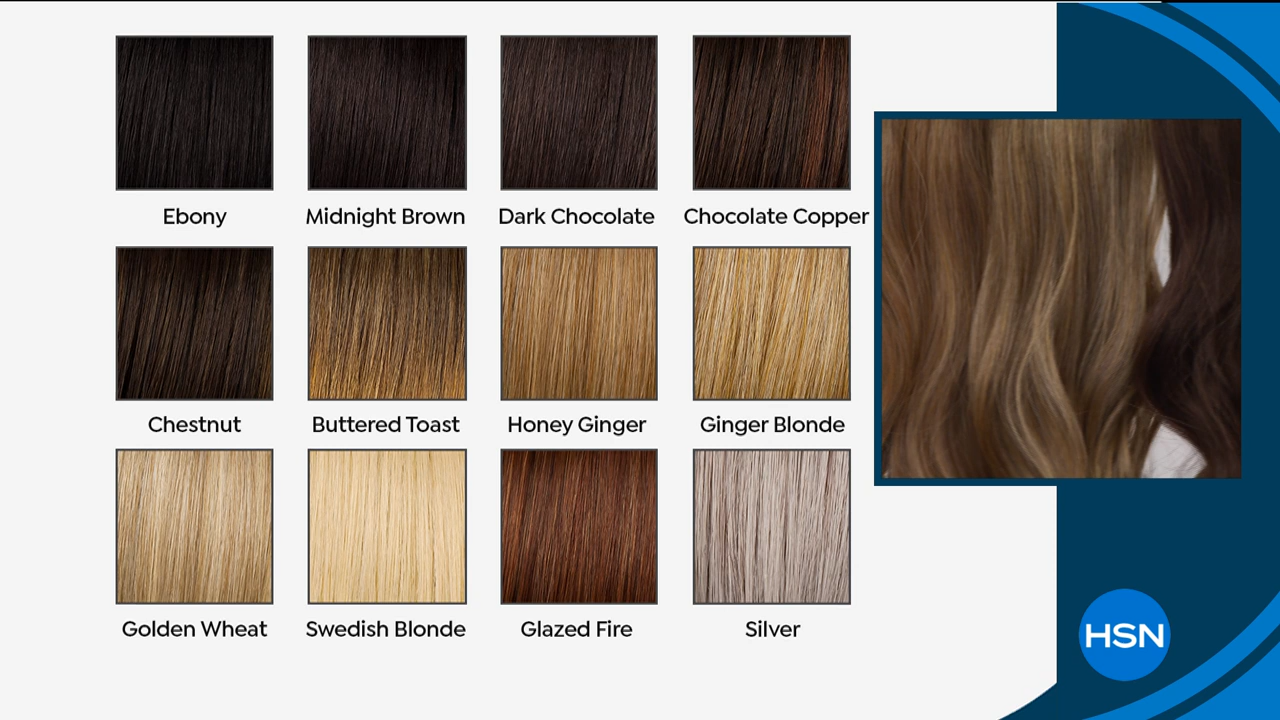 Ebony
Midnight Brown
Dark Chocolate
Chocolate Copper
Chestnut
Buttered Toast
Honey Ginger
Ginger Blonde
Golden Wheat
Swedish Blonde
Glazed Fire
Silver
HSN